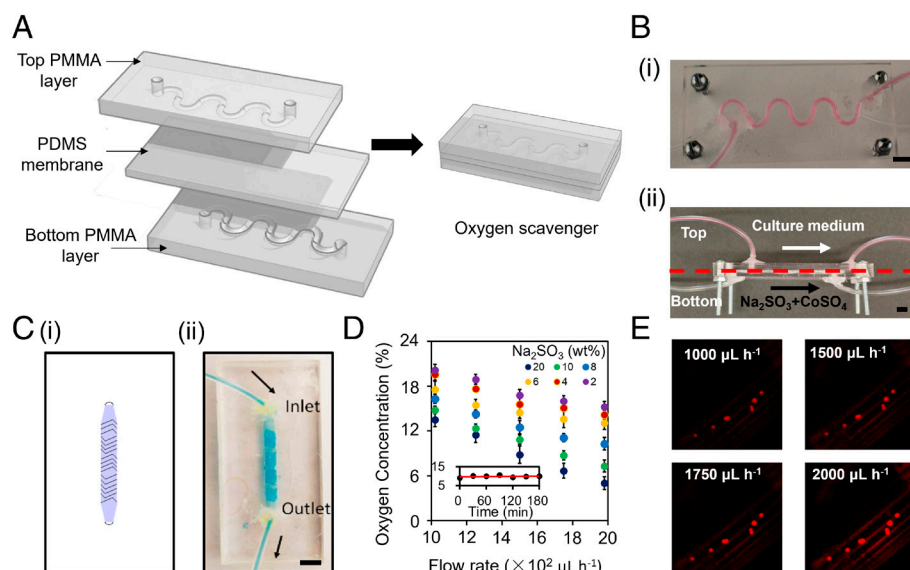 A
Top PMMA
layer
PDMS
membrane
Bottom PMMA
layer
Oxygen scavenger
B
(i)
(ii)
Top
Culture medium
Bottom
Na₂SO₃+CoSO₄
C
(i)
(ii)
Inlet
Outlet
D
Oxygen Concentration (%)
24
18
12
6
0
Na₂SO₃ (wt%)
20 10 8
6 4 2
15
5
0 60 120 180
Time (min)
10 12 14 16 18 20
Flow rate (×10² µL h⁻¹)
E
1000 µL h⁻¹
1500 µL h⁻¹
1750 µL h⁻¹
2000 µL h⁻¹